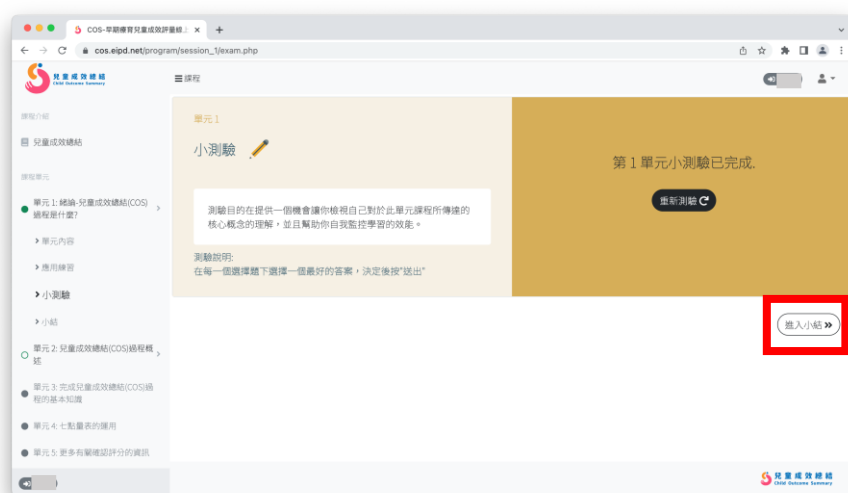 COS-早期療育兒童成效評量線上
cos.eipd.net/program/session_1/exam.php
兒童成效總結
Child Outcome Summary
課程
課程介紹
兒童成效總結
課程單元
單元 1: 緒論-兒童成效總結(COS)
過程是什麼?
單元內容
應用練習
小測驗
小結
單元 2: 兒童成效總結(COS)過程概
述
單元 3: 完成兒童成效總結(COS)過
程的基本知識
單元 4: 七點量表的運用
單元 5: 更多有關確認評分的資訊
單元 1
小測驗
測驗目的在提供一個機會讓你檢視自己對於此單元課程所傳達的
核心概念的理解，並且幫助你自我監控學習的效能。
測驗說明:
在每一個選擇題下選擇一個最好的答案，決定後按"送出"
第 1 單元小測驗已完成.
重新測驗
進入小結
兒童成效總結
Child Outcome Summary